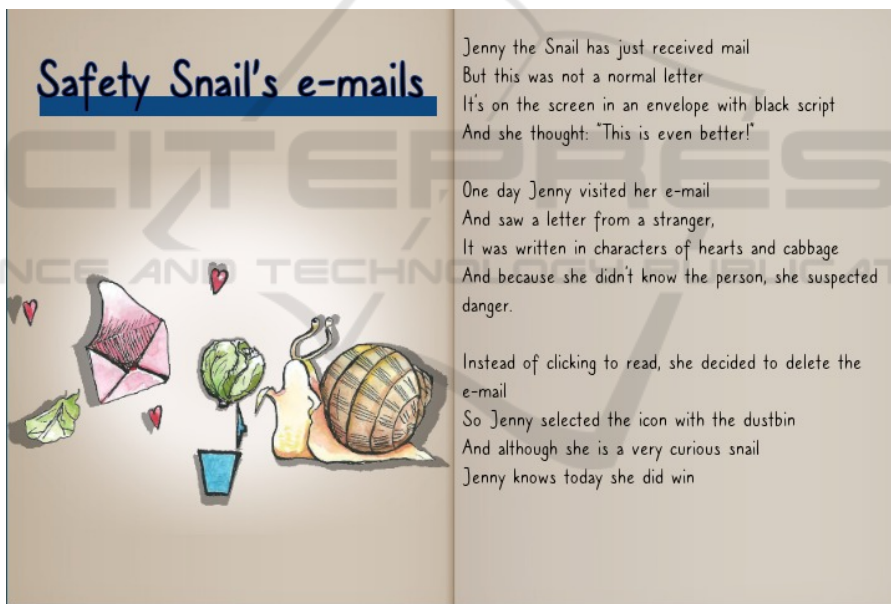 Safety Snail's e-mails
Jenny the Snail has just received mail
But this was not a normal letter
It's on the screen in an envelope with black script
And she thought: "This is even better!"
One day Jenny visited her e-mail
And saw a letter from a stranger,
It was written in characters of hearts and cabbage
And because she didn't know the person, she suspected
danger.
Instead of clicking to read, she decided to delete the
e-mail
So Jenny selected the icon with the dustbin
And although she is a very curious snail
Jenny knows today she did win
CITEPRES
NCE AND TECHNOLOGY PUBLICAT